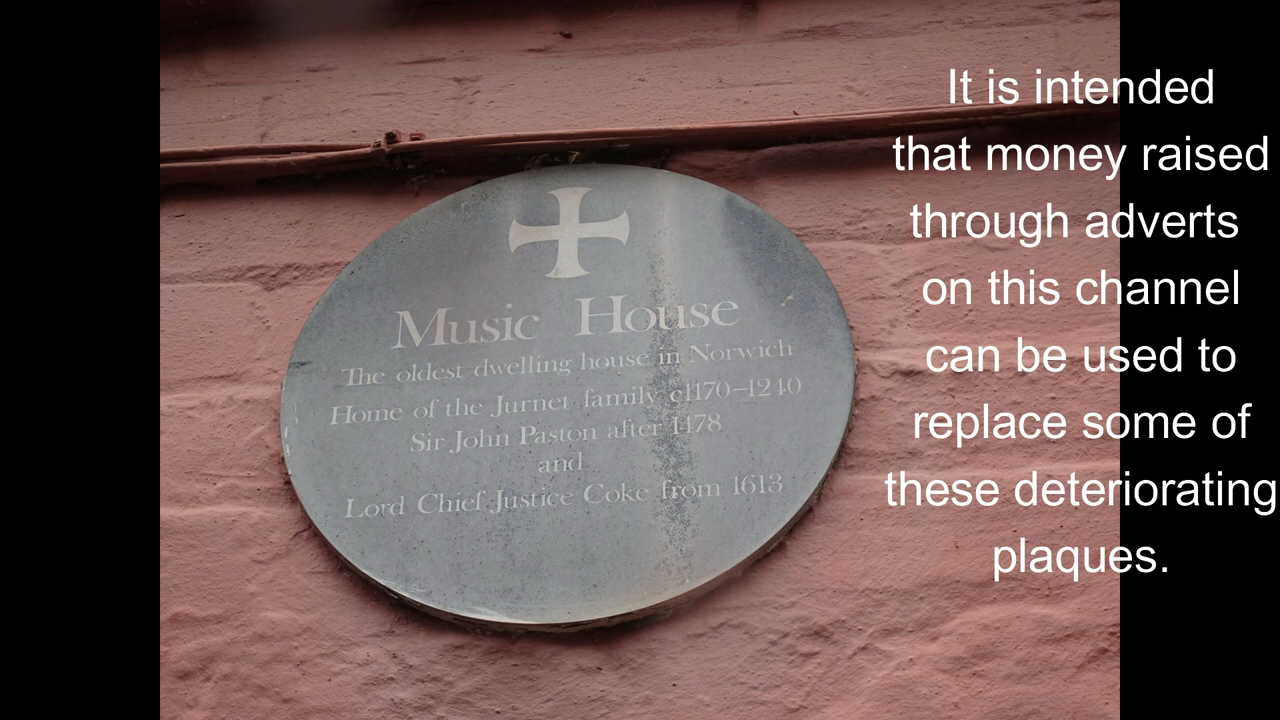 Music House
The oldest dwelling house in Norwich
Home of the Jurnet family c1170–1240
Sir John Paston after 1478
and
Lord Chief Justice Coke from 1613
It is intended
that money raised
through adverts
on this channel
can be used to
replace some of
these deteriorating
plaques.